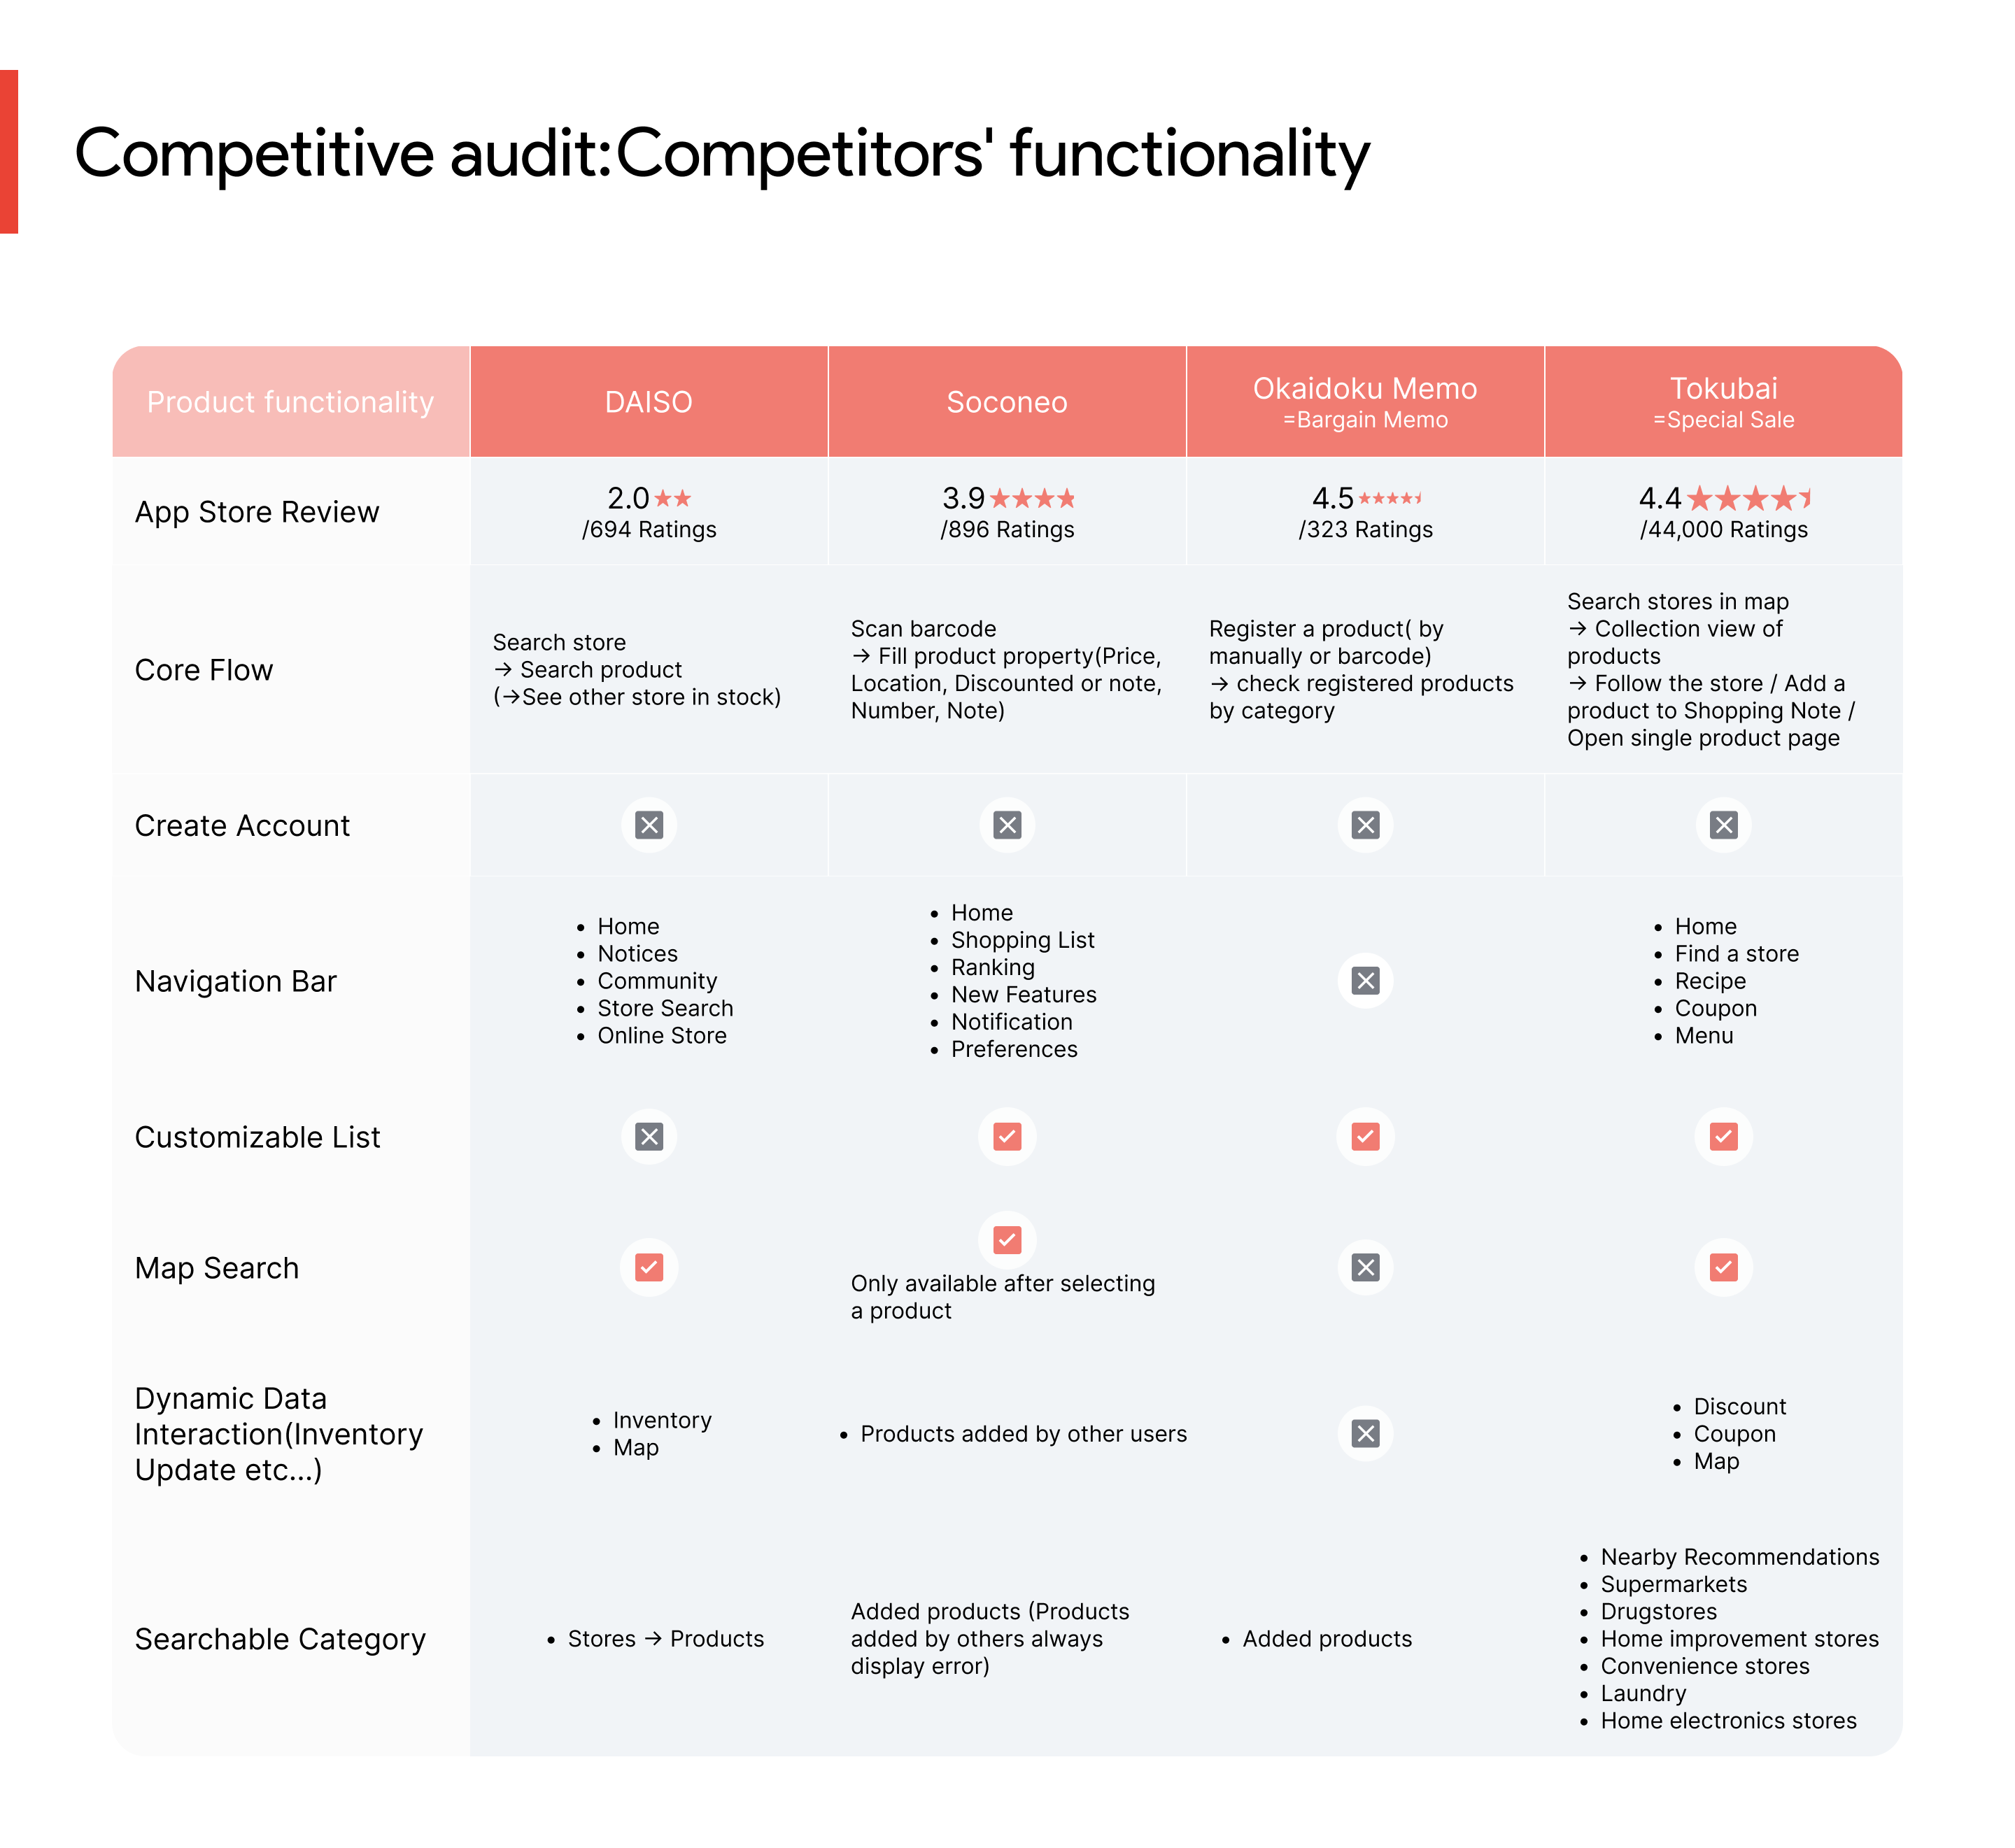 Competitive audit:Competitors' functionality
Product functionality
DAISO
Soconeo
Okaidoku Memo
=Bargain Memo
Tokubai
=Special Sale
App Store Review
2.0
/694 Ratings
3.9
/896 Ratings
4.5
/323 Ratings
4.4
/44,000 Ratings
Core Flow
Search store
→ Search product
(→See other store in stock)
Scan barcode
→ Fill product property(Price,
Location, Discounted or note,
Number, Note)
Register a product( by
manually or barcode)
→ check registered products
by category
Search stores in map
→ Collection view of
products
→ Follow the store / Add a
product to Shopping Note /
Open single product page
Create Account
Navigation Bar
• Home
• Notices
• Community
• Store Search
• Online Store
• Home
• Shopping List
• Ranking
• New Features
• Notification
• Preferences
• Home
• Find a store
• Recipe
• Coupon
• Menu
Customizable List
Map Search
Only available after selecting
a product
Dynamic Data
Interaction(Inventory
Update etc...)
• Inventory
• Map
• Products added by other users
• Discount
• Coupon
• Map
Searchable Category
• Stores → Products
Added products (Products
added by others always
display error)
• Added products
• Nearby Recommendations
• Supermarkets
• Drugstores
• Home improvement stores
• Convenience stores
• Laundry
• Home electronics stores